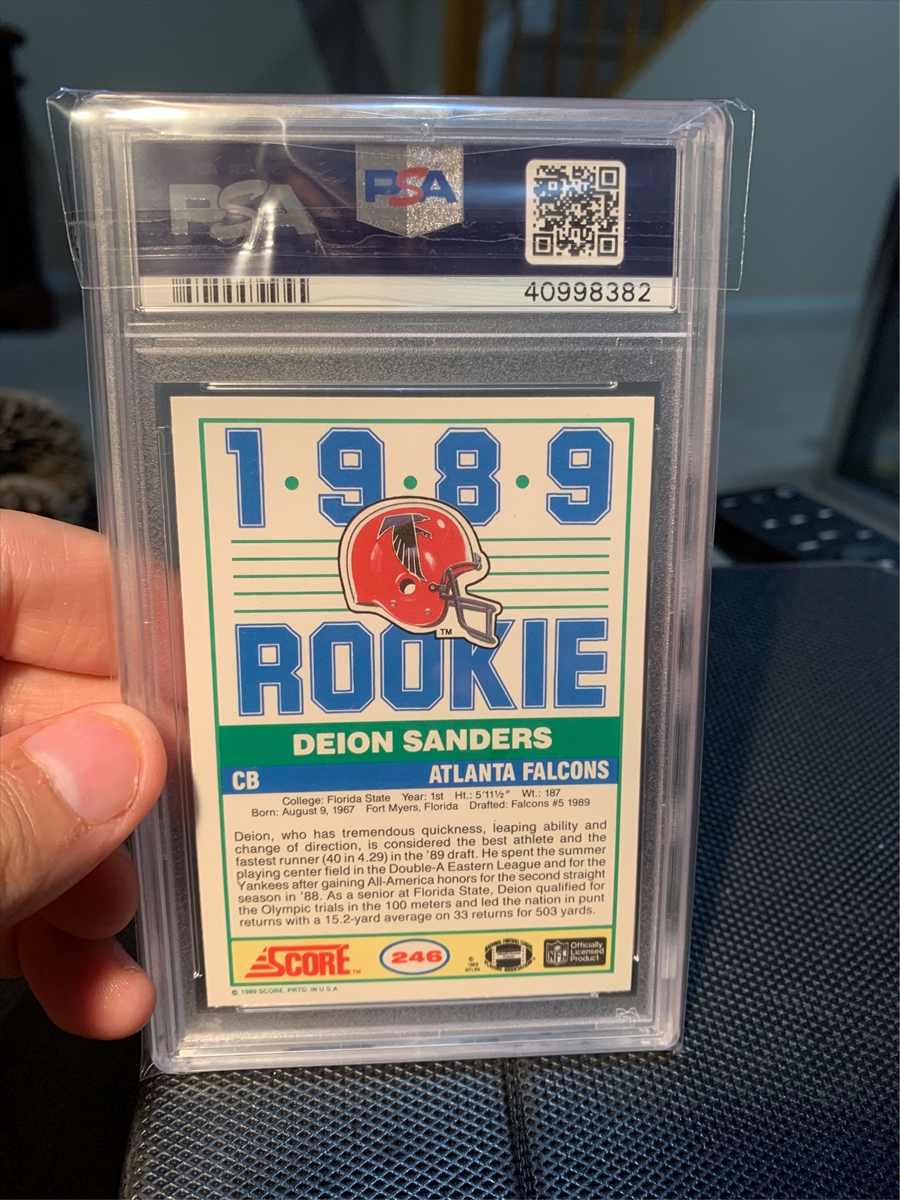 PSA PSA
40998382
1·9·8·9
TM
ROOKIE
DEION SANDERS
CB ATLANTA FALCONS
College: Florida State Year: 1st Ht.: 5'11½" Wt.: 187
Born: August 9, 1967 Fort Myers, Florida Drafted: Falcons #5 1989
Deion, who has tremendous quickness, leaping ability and
change of direction, is considered the best athlete and the
fastest runner (40 in 4.29) in the '89 draft. He spent the summer
playing center field in the Double-A Eastern League and for the
Yankees after gaining All-America honors for the second straight
season in '88. As a senior at Florida State, Deion qualified for
the Olympic trials in the 100 meters and led the nation in punt
returns with a 15.2-yard average on 33 returns for 503 yards.
SCORE™ 246 © 1989 NFLPA NFL Officially Licensed Product
© 1989 SCORE, PRTD. IN U.S.A.